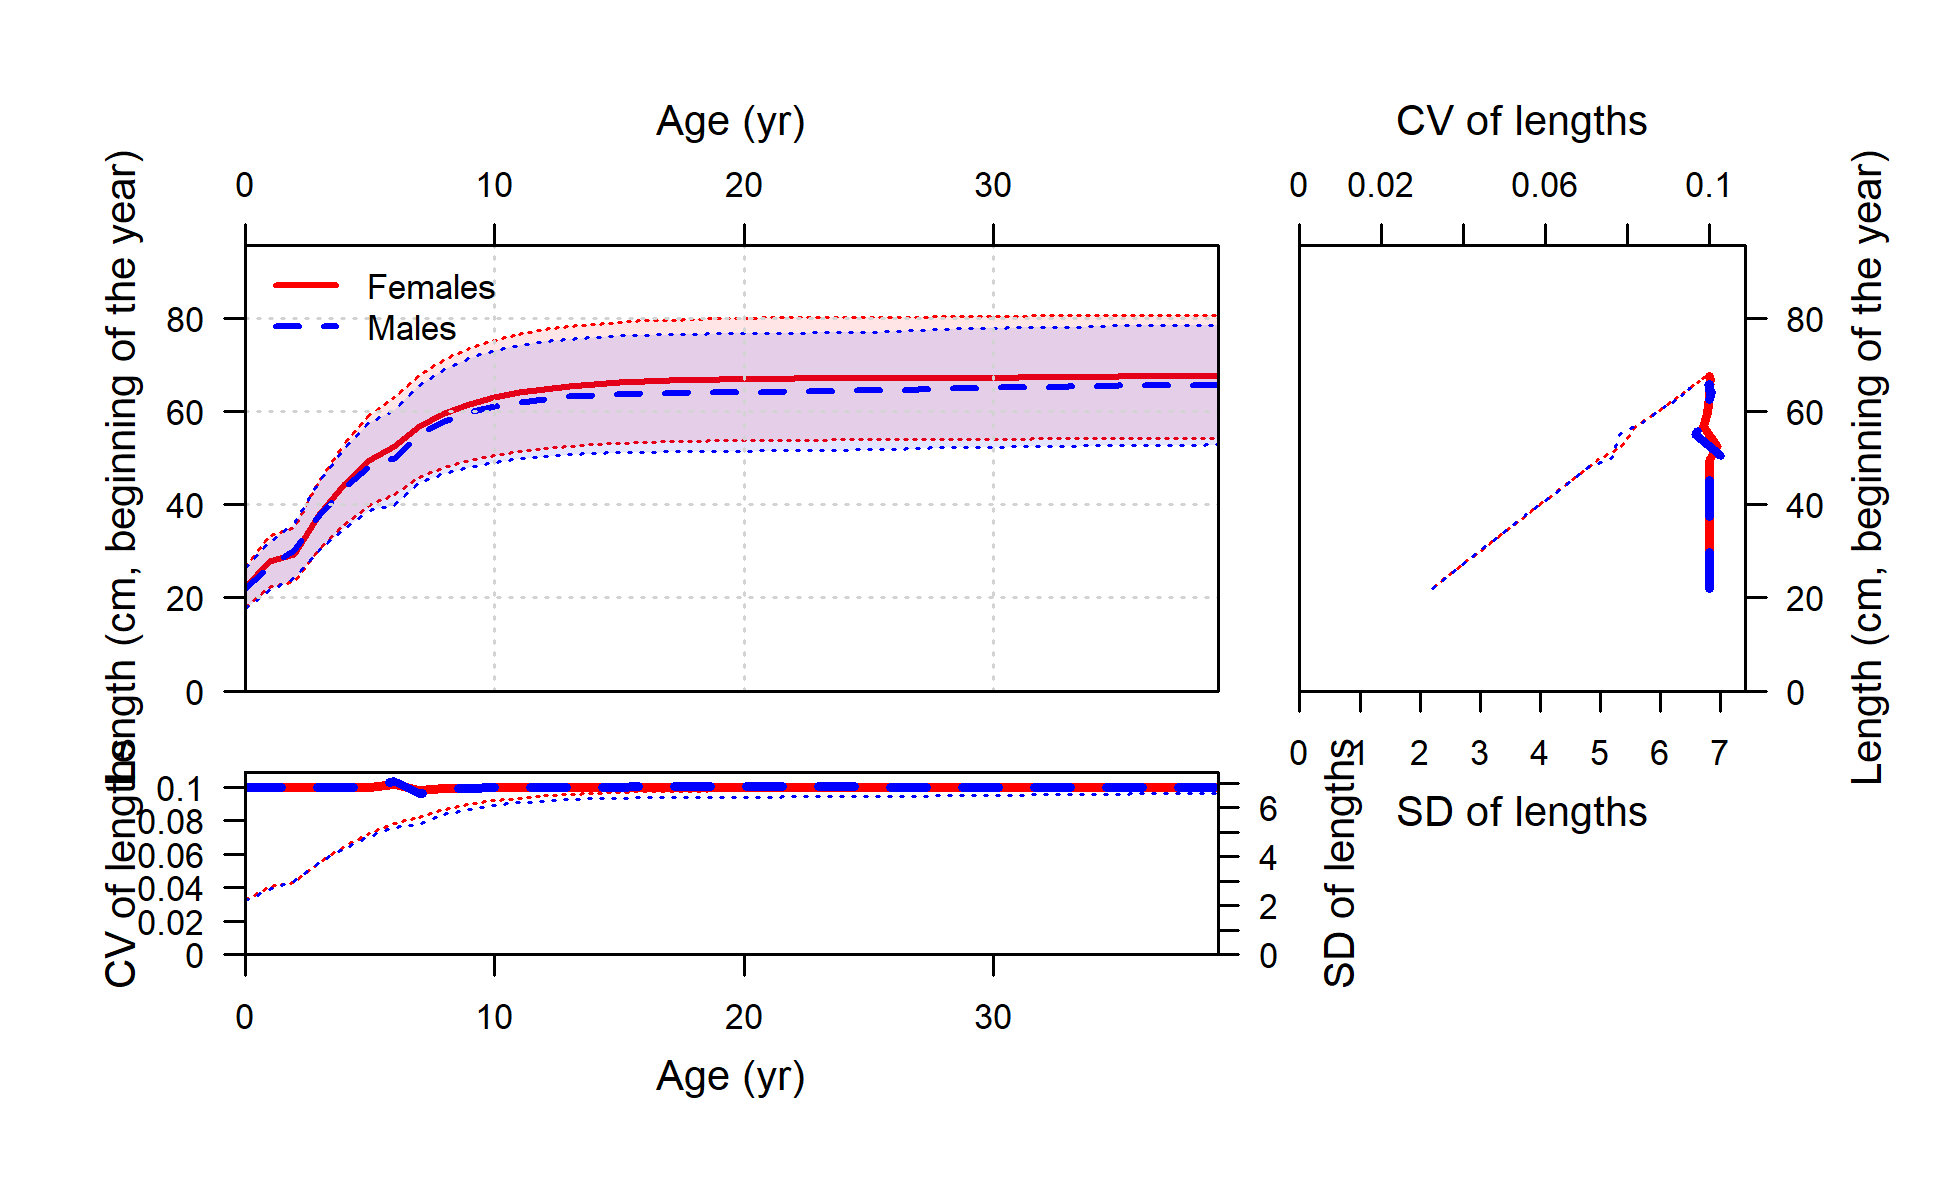 Age (yr)
CV of lengths
0 10 20 30
0 0.02 0.06 0.1
Length (cm, beginning of the year)
80
60
40
20
0
Females
Males
80
60
40
20
0
Length (cm, beginning of the year)
0 1 2 3 4 5 6 7
SD of lengths
CV of lengths
0.1
0.08
0.06
0.04
0.02
0
6
4
2
0
SD of lengths
0 10 20 30
Age (yr)